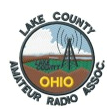 LAKE COUNTY
OHIO
AMATEUR RADIO ASSOC.